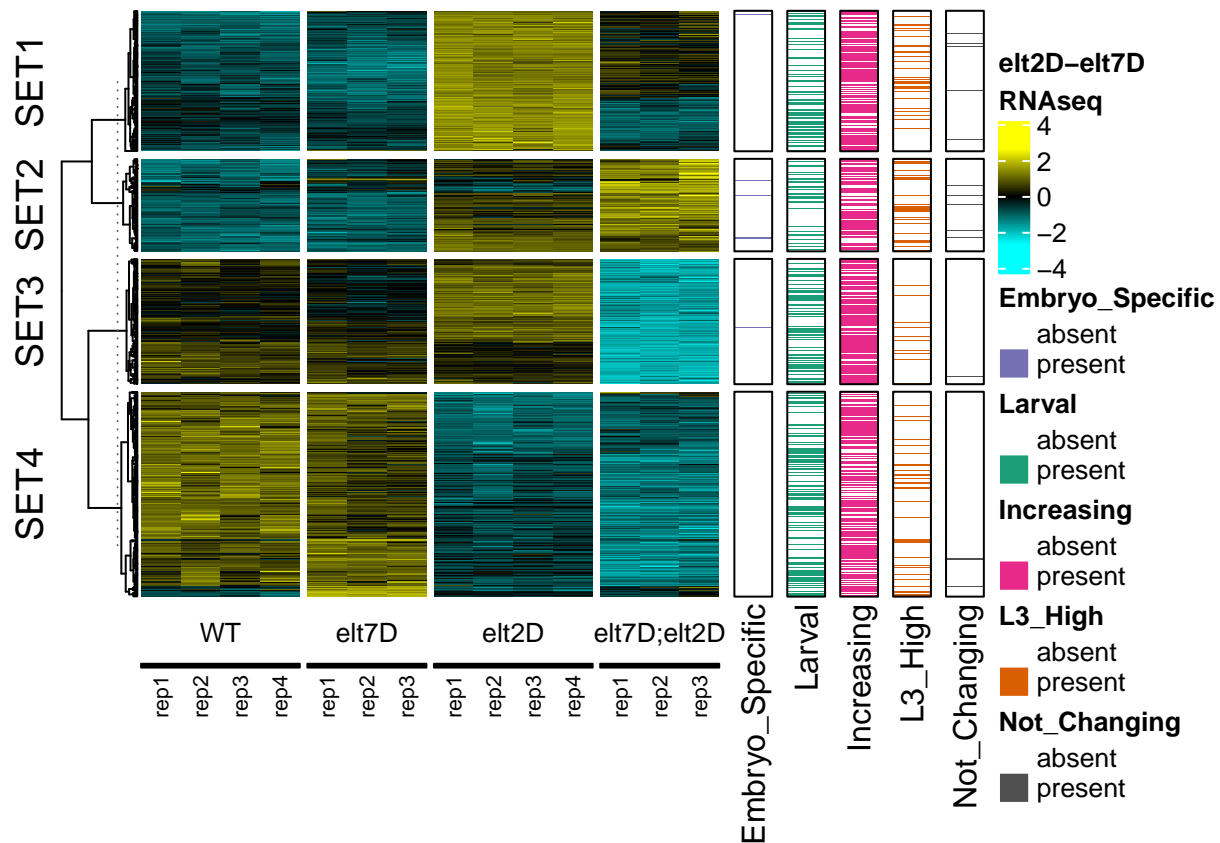 SET1
SET2
SET3
SET4
WT
elt7D
elt2D
elt7D;elt2D
rep1
rep2
rep3
rep4
rep1
rep2
rep3
rep1
rep2
rep3
rep4
rep1
rep2
rep3
Embryo_Specific
Larval
Increasing
L3_High
Not_Changing
elt2D−elt7D
RNAseq
4
2
0
−2
−4
Embryo_Specific
absent
present
Larval
absent
present
Increasing
absent
present
L3_High
absent
present
Not_Changing
absent
present